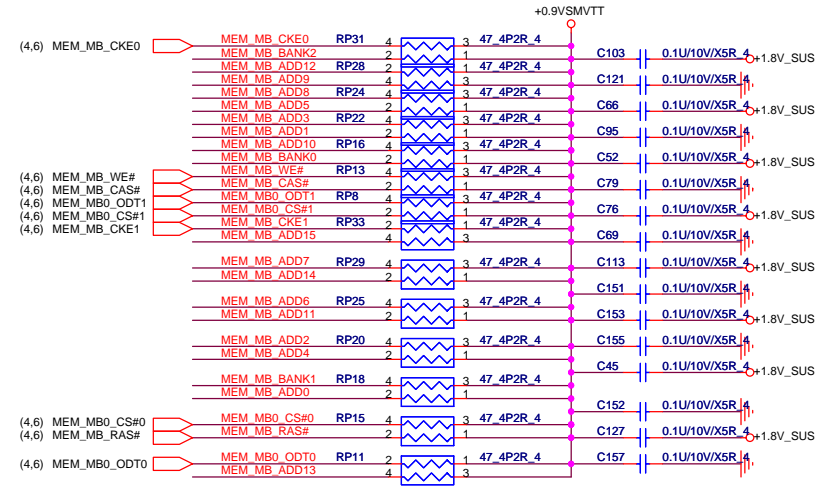 +0.9VSMVTT
(4,6) MEM_MB_CKE0 MEM_MB_CKE0 RP31 4 3 47_4P2R_4
MEM_MB_BANK2 2 1 C103 0.1U/10V/X5R_4 +1.8V_SUS
MEM_MB_ADD12 RP28 2 1 47_4P2R_4
MEM_MB_ADD9 4 3 C121 0.1U/10V/X5R_4
MEM_MB_ADD8 RP24 4 3 47_4P2R_4
MEM_MB_ADD5 2 1 C66 0.1U/10V/X5R_4 +1.8V_SUS
MEM_MB_ADD3 RP22 4 3 47_4P2R_4
MEM_MB_ADD1 2 1 C95 0.1U/10V/X5R_4
MEM_MB_ADD10 RP16 4 3 47_4P2R_4
MEM_MB_BANK0 2 1 C52 0.1U/10V/X5R_4 +1.8V_SUS
(4,6) MEM_MB_WE# MEM_MB_WE# RP13 4 3 47_4P2R_4
(4,6) MEM_MB_CAS# MEM_MB_CAS# 2 1 C79 0.1U/10V/X5R_4
(4,6) MEM_MB0_ODT1 MEM_MB0_ODT1 RP8 4 3 47_4P2R_4
(4,6) MEM_MB0_CS#1 MEM_MB0_CS#1 2 1 C76 0.1U/10V/X5R_4 +1.8V_SUS
(4,6) MEM_MB_CKE1 MEM_MB_CKE1 RP33 2 1 47_4P2R_4
MEM_MB_ADD15 4 3 C69 0.1U/10V/X5R_4
MEM_MB_ADD7 RP29 4 3 47_4P2R_4 C113 0.1U/10V/X5R_4 +1.8V_SUS
MEM_MB_ADD14 2 1
C151 0.1U/10V/X5R_4
MEM_MB_ADD6 RP25 4 3 47_4P2R_4
MEM_MB_ADD11 2 1 C153 0.1U/10V/X5R_4 +1.8V_SUS
MEM_MB_ADD2 RP20 4 3 47_4P2R_4 C155 0.1U/10V/X5R_4
MEM_MB_ADD4 2 1
C45 0.1U/10V/X5R_4 +1.8V_SUS
MEM_MB_BANK1 RP18 4 3 47_4P2R_4
MEM_MB_ADD0 2 1
C152 0.1U/10V/X5R_4
(4,6) MEM_MB0_CS#0 MEM_MB0_CS#0 RP15 4 3 47_4P2R_4
(4,6) MEM_MB_RAS# MEM_MB_RAS# 2 1 C127 0.1U/10V/X5R_4 +1.8V_SUS
(4,6) MEM_MB0_ODT0 MEM_MB0_ODT0 RP11 2 1 47_4P2R_4 C157 0.1U/10V/X5R_4
MEM_MB_ADD13 4 3